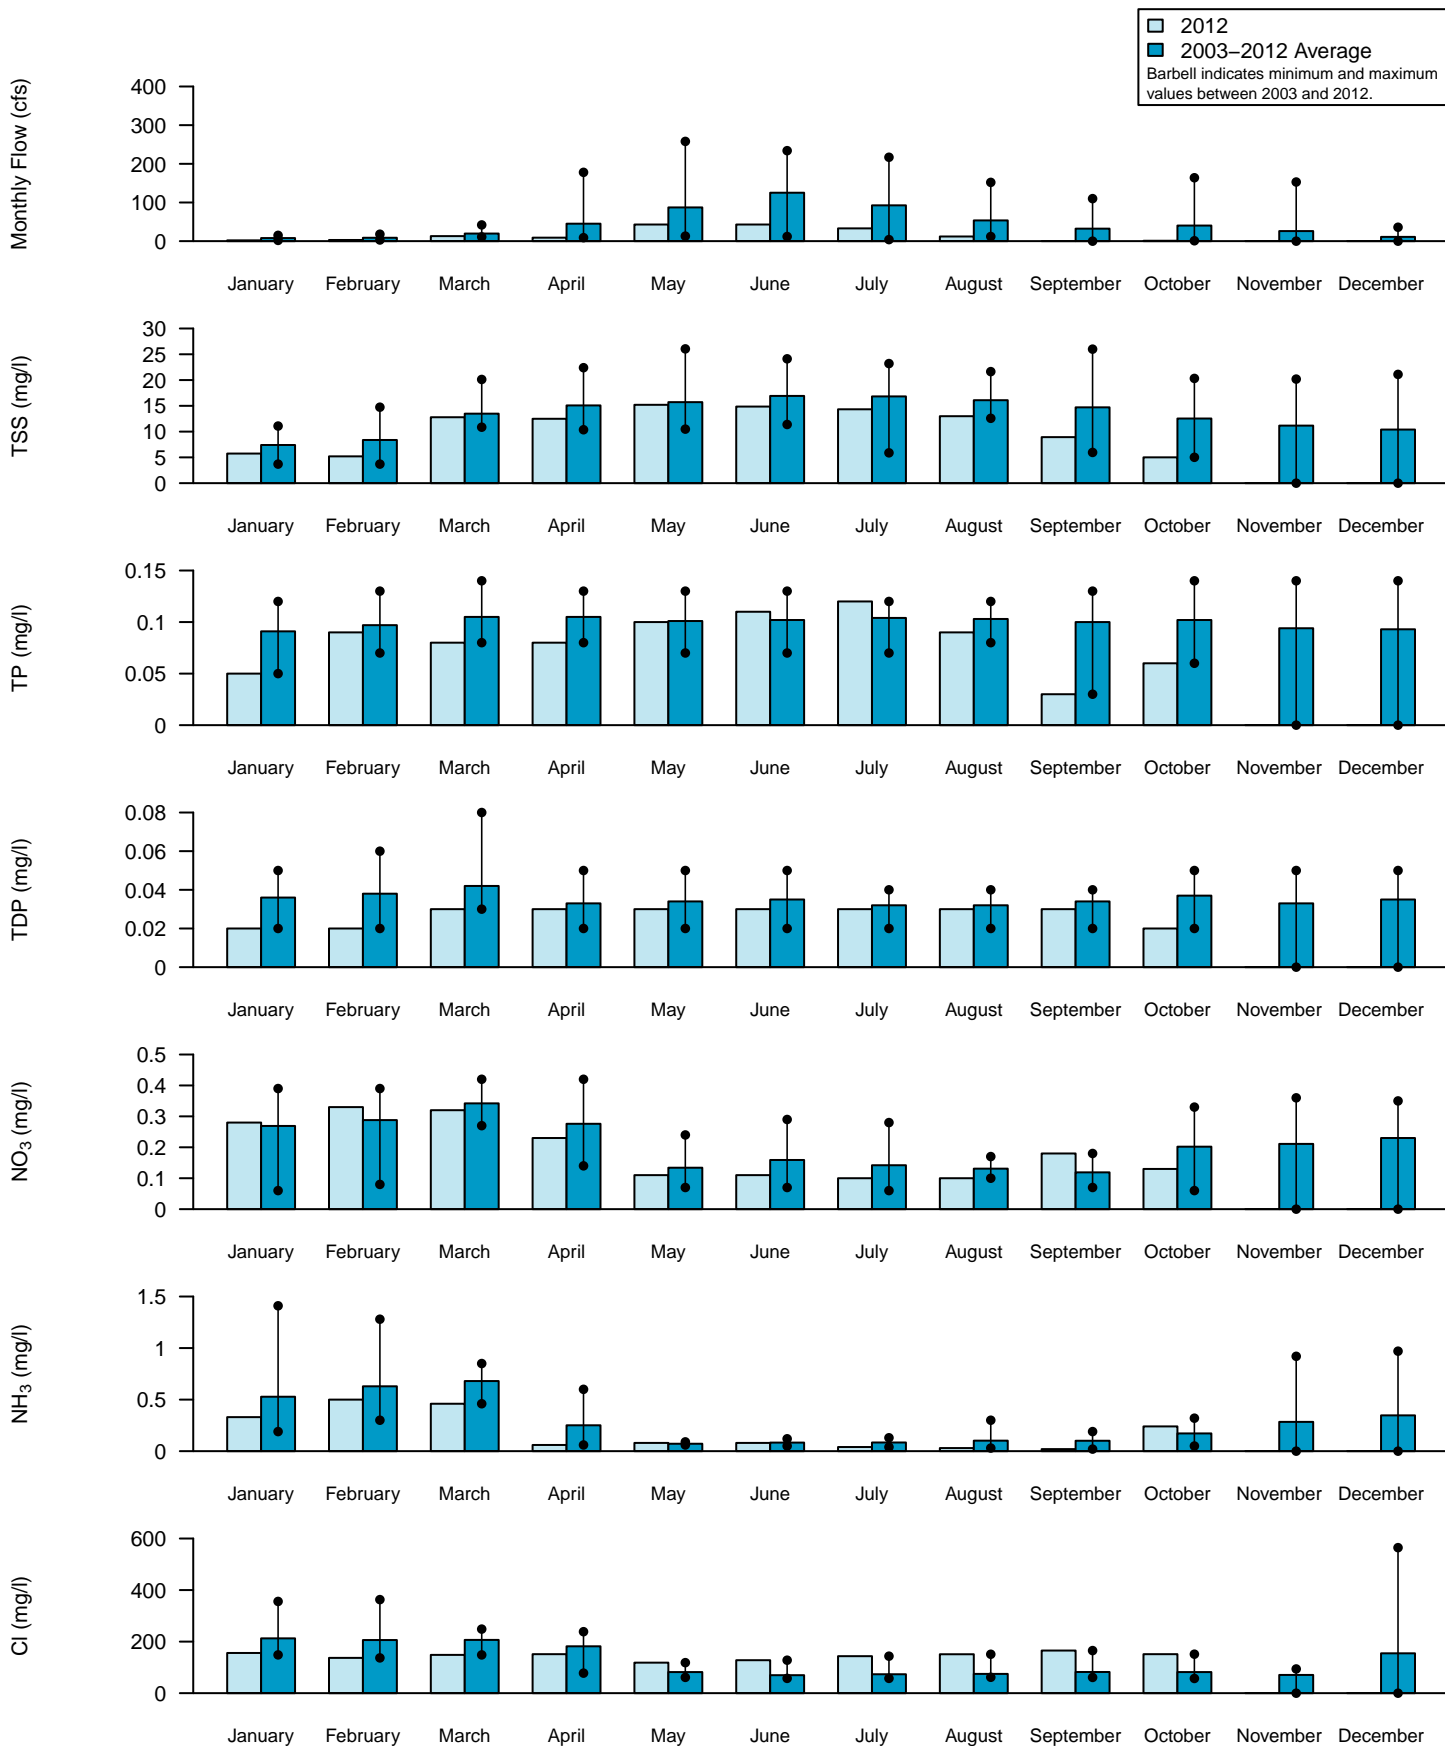 2012
2003–2012 Average
Barbell indicates minimum and maximum
values between 2003 and 2012.
Monthly Flow (cfs)
400
300
200
100
0
January February March April May June July August September October November December
TSS (mg/l)
30
25
20
15
10
5
0
January February March April May June July August September October November December
TP (mg/l)
0.15
0.1
0.05
0
January February March April May June July August September October November December
TDP (mg/l)
0.08
0.06
0.04
0.02
0
January February March April May June July August September October November December
NO3 (mg/l)
0.5
0.4
0.3
0.2
0.1
0
January February March April May June July August September October November December
NH3 (mg/l)
1.5
1
0.5
0
January February March April May June July August September October November December
Cl (mg/l)
600
400
200
0
January February March April May June July August September October November December